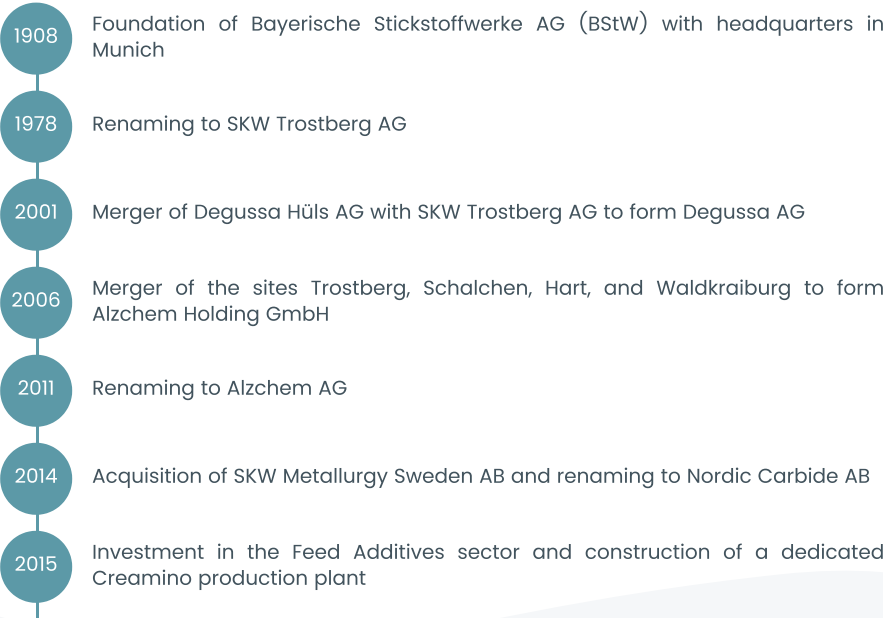 1908
Foundation of Bayerische Stickstoffwerke AG (BStW) with headquarters in
Munich
1978
Renaming to SKW Trostberg AG
2001
Merger of Degussa Hüls AG with SKW Trostberg AG to form Degussa AG
2006
Merger of the sites Trostberg, Schalchen, Hart, and Waldkraiburg to form
Alzchem Holding GmbH
2011
Renaming to Alzchem AG
2014
Acquisition of SKW Metallurgy Sweden AB and renaming to Nordic Carbide AB
2015
Investment in the Feed Additives sector and construction of a dedicated
Creamino production plant